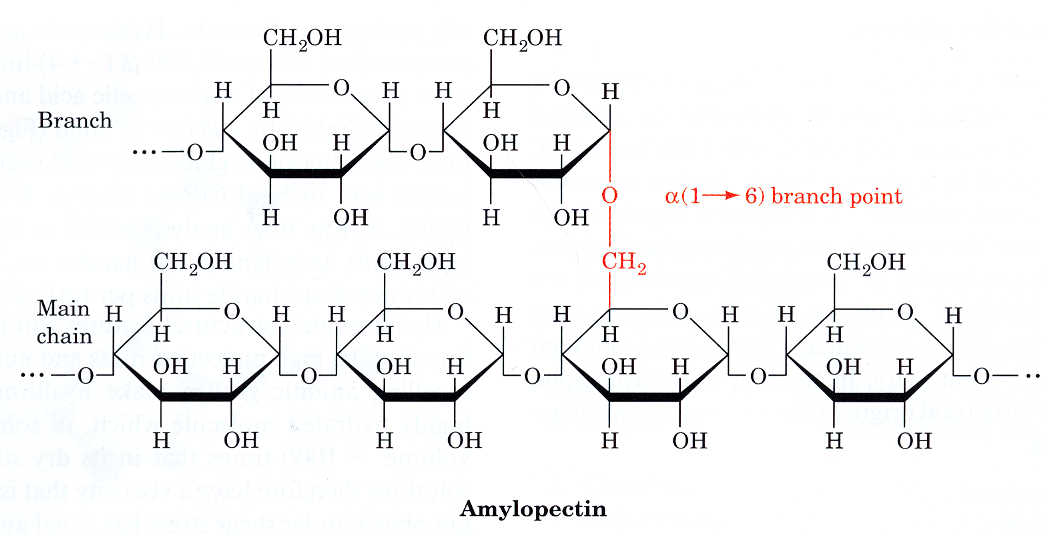 CH₂OH CH₂OH
H O H H O H
H H
Branch
OH H OH H
··· O O
O α(1→6) branch point
H OH H OH
CH₂OH CH₂OH CH₂ CH₂OH
Main H O H H O H H O H H O H
chain H H H H
OH H OH H OH H OH H
··· O O O O O ··
H OH H OH H OH H OH
Amylopectin